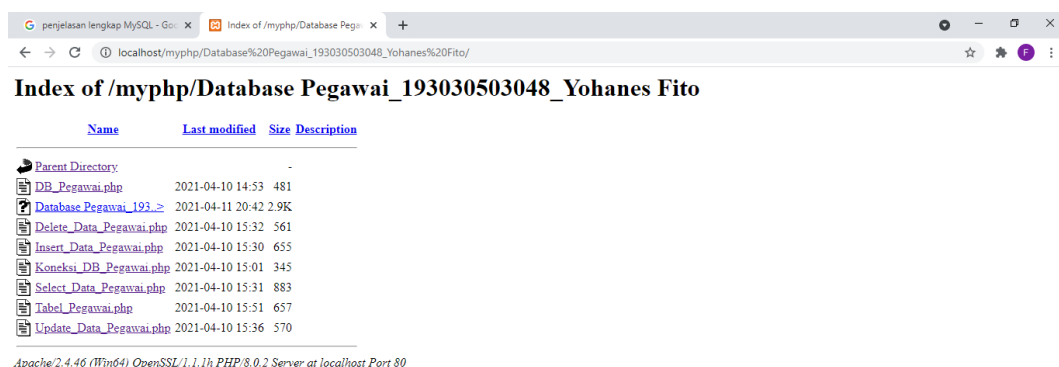 penjelasan lengkap MySQL - Goo
Index of /myphp/Database Pegaw
localhost/myphp/Database%20Pegawai_193030503048_Yohanes%20Fito/
F
Index of /myphp/Database Pegawai_193030503048_Yohanes Fito
Name Last modified Size Description
Parent Directory -
DB_Pegawai.php 2021-04-10 14:53 481
Database Pegawai_193..> 2021-04-11 20:42 2.9K
Delete_Data_Pegawai.php 2021-04-10 15:32 561
Insert_Data_Pegawai.php 2021-04-10 15:30 655
Koneksi_DB_Pegawai.php 2021-04-10 15:01 345
Select_Data_Pegawai.php 2021-04-10 15:31 883
Tabel_Pegawai.php 2021-04-10 15:51 657
Update_Data_Pegawai.php 2021-04-10 15:36 570
Apache/2.4.46 (Win64) OpenSSL/1.1.1h PHP/8.0.2 Server at localhost Port 80